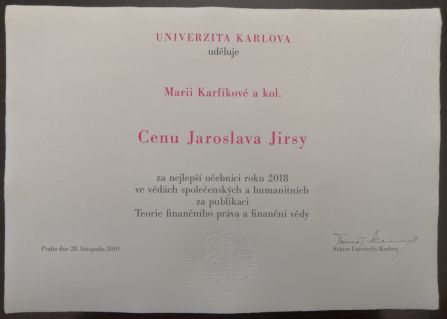 UNIVERZITA KARLOVA
uděluje
Marii Karfíkové a kol.
Cenu Jaroslava Jirsy
za nejlepší učebnici roku 2018
ve vědách společenských a humanitních
za publikaci
Teorie finančního práva a finanční vědy
Praha dne 28. listopadu 2019
Rektor Univerzity Karlovy